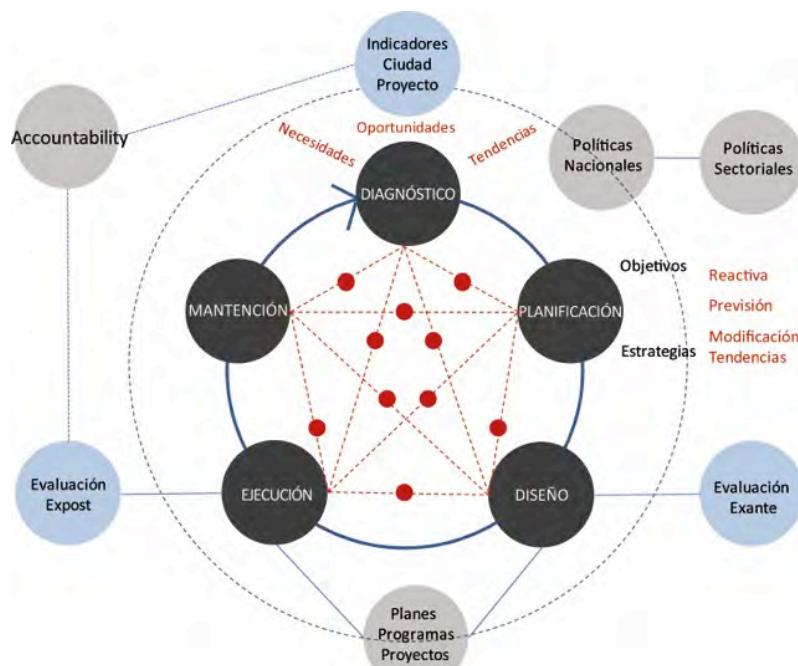 Indicadores
Ciudad
Proyecto
Accountability
Necesidades
Oportunidades
Tendencias
Políticas
Nacionales
Políticas
Sectoriales
DIAGNÓSTICO
Objetivos
Reactiva
MANTENCIÓN
PLANIFICACIÓN
Previsión
Estrategias
Modificación
Tendencias
Evaluación
Expost
EJECUCIÓN
DISEÑO
Evaluación
Exante
Planes
Programas
Proyectos